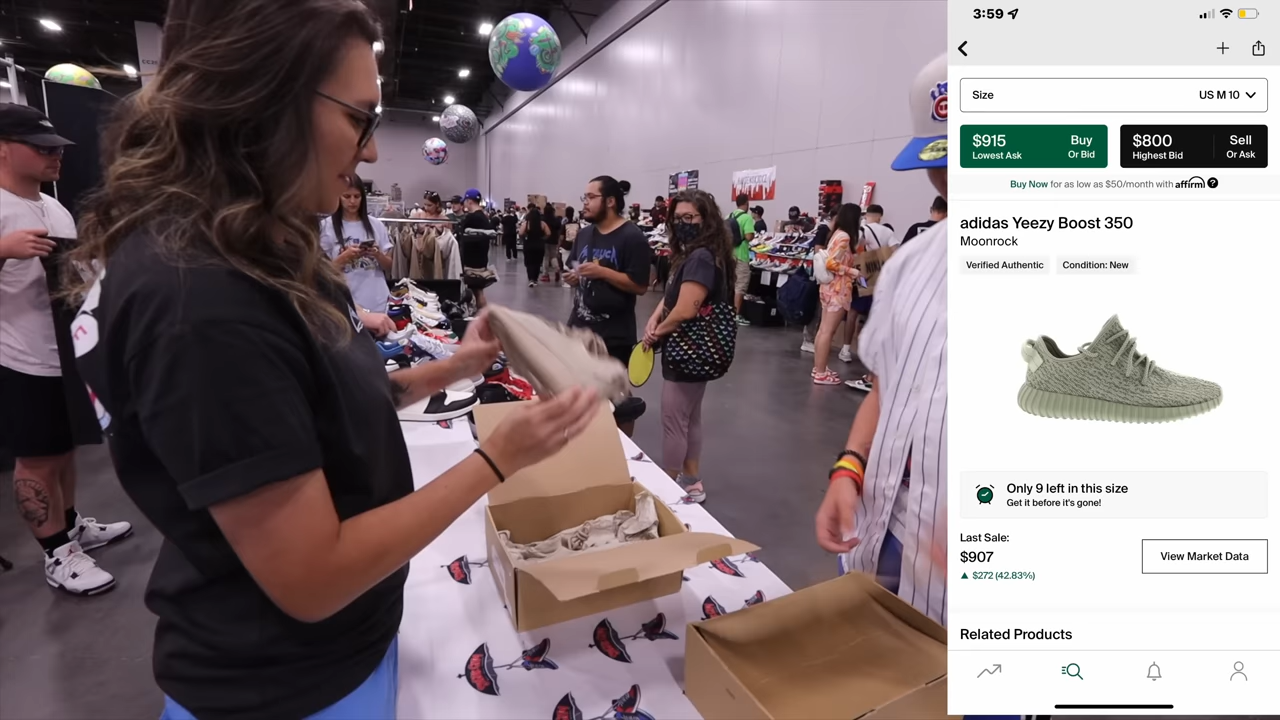 3:59
Size
US M 10
$915
Lowest Ask
Buy
Or Bid
$800
Highest Bid
Sell
Or Ask
Buy Now for as low as $50/month with affirm ?
adidas Yeezy Boost 350
Moonrock
Verified Authentic
Condition: New
Only 9 left in this size
Get it before it's gone!
Last Sale:
$907
▲ $272 (42.83%)
View Market Data
Related Products